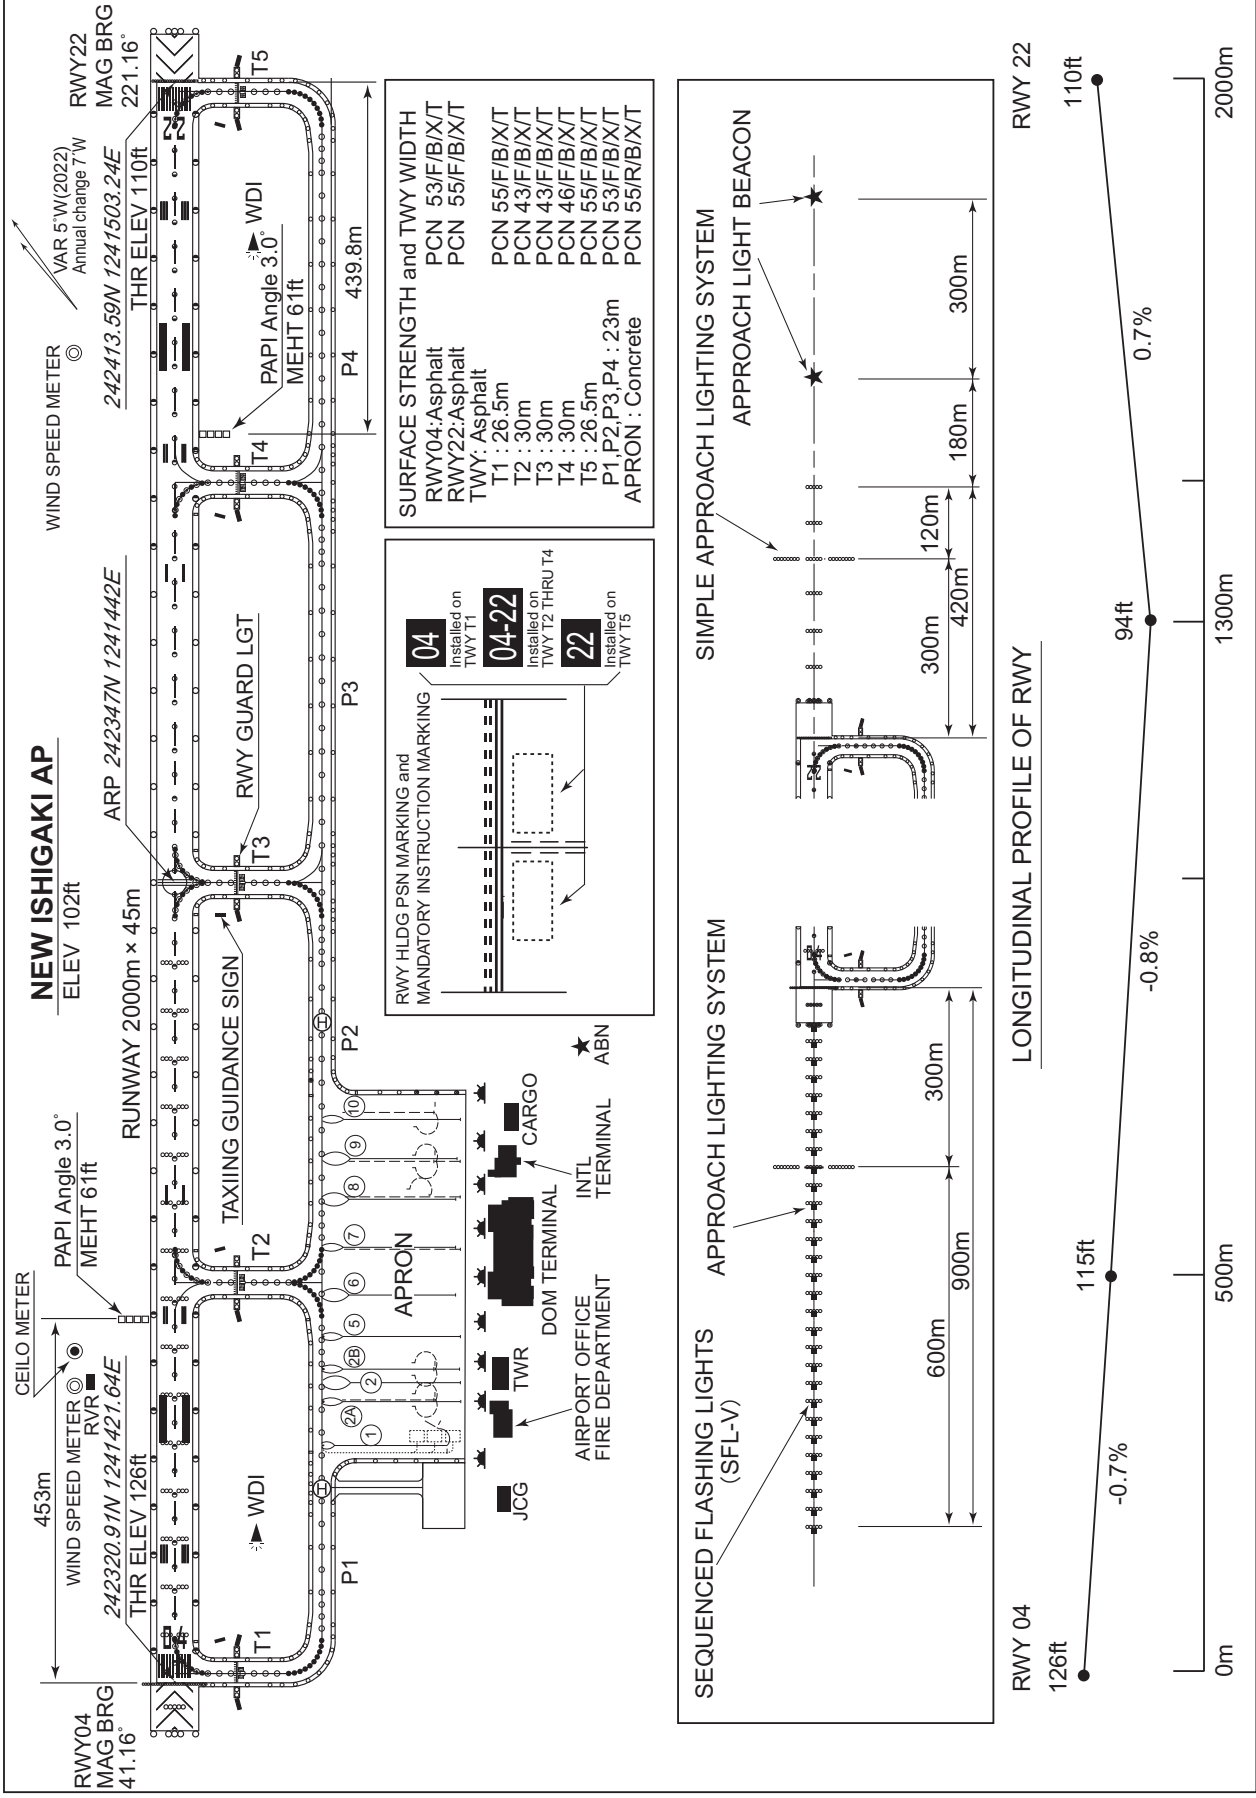 NEW ISHIGAKI AP
ELEV 102ft
RWY04
MAG BRG
41.16°
453m
CEILO METER
WIND SPEED METER
RVR
242320.91N 1241421.64E
THR ELEV 126ft
PAPI Angle 3.0°
MEHT 61ft
RUNWAY 2000m × 45m
ARP 242347N 1241442E
WIND SPEED METER
VAR 5°W(2022)
Annual change 7'W
242413.59N 1241503.24E
THR ELEV 110ft
RWY22
MAG BRG
221.16°
04
22
T1
T2
T3
T4
T5
WDI
TAXIING GUIDANCE SIGN
RWY GUARD LGT
WDI
PAPI Angle 3.0°
MEHT 61ft
439.8m
P1
P2
P3
P4
H
H
1
2A
2
2B
5
6
7
8
9
10
APRON
JCG
AIRPORT OFFICE
FIRE DEPARTMENT
TWR
DOM TERMINAL
INTL
TERMINAL
CARGO
ABN
RWY HLDG PSN MARKING and
MANDATORY INSTRUCTION MARKING
04
Installed on
TWY T1
04-22
Installed on
TWY T2 THRU T4
22
Installed on
TWY T5
SURFACE STRENGTH and TWY WIDTH
RWY04:Asphalt PCN 53/F/B/X/T
RWY22:Asphalt PCN 55/F/B/X/T
TWY: Asphalt
T1 : 26.5m PCN 55/F/B/X/T
T2 : 30m PCN 43/F/B/X/T
T3 : 30m PCN 43/F/B/X/T
T4 : 30m PCN 46/F/B/X/T
T5 : 26.5m PCN 55/F/B/X/T
P1,P2,P3,P4 : 23m PCN 53/F/B/X/T
APRON : Concrete PCN 55/R/B/X/T
SEQUENCED FLASHING LIGHTS
(SFL-V)
APPROACH LIGHTING SYSTEM
600m
300m
900m
04
SIMPLE APPROACH LIGHTING SYSTEM
APPROACH LIGHT BEACON
22
300m
120m
420m
180m
300m
LONGITUDINAL PROFILE OF RWY
RWY 04
126ft
-0.7%
115ft
-0.8%
94ft
0.7%
RWY 22
110ft
0m
500m
1300m
2000m